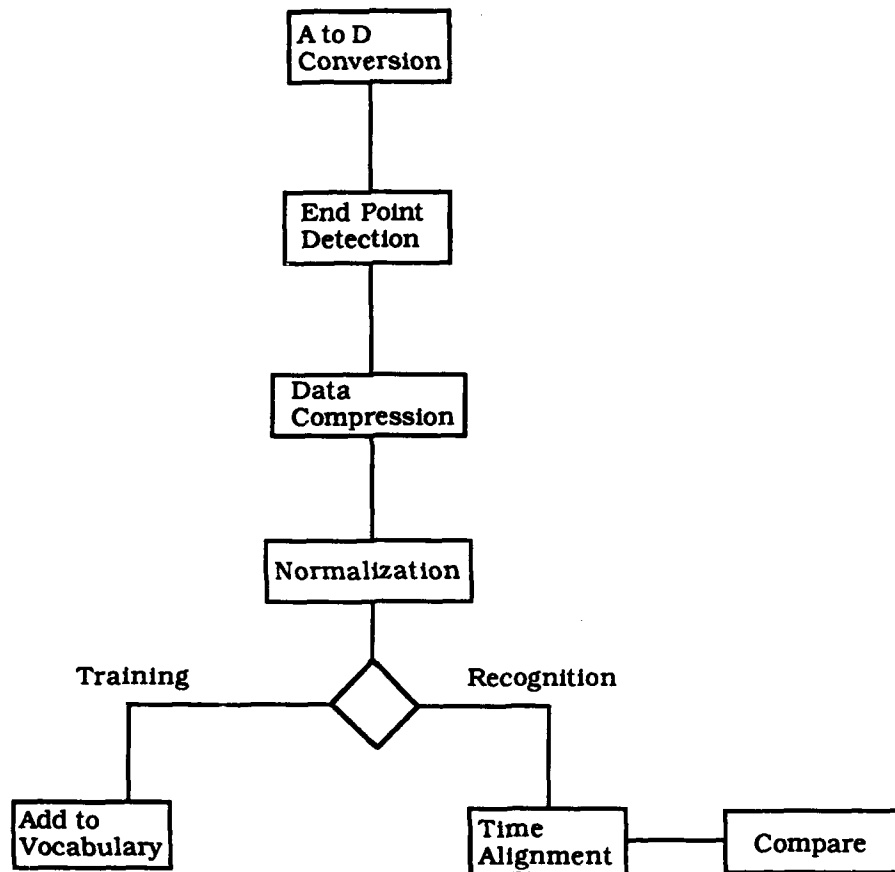 A to D
Conversion
End Point
Detection
Data
Compression
Normalization
Training
Recognition
Add to
Vocabulary
Time
Alignment
Compare